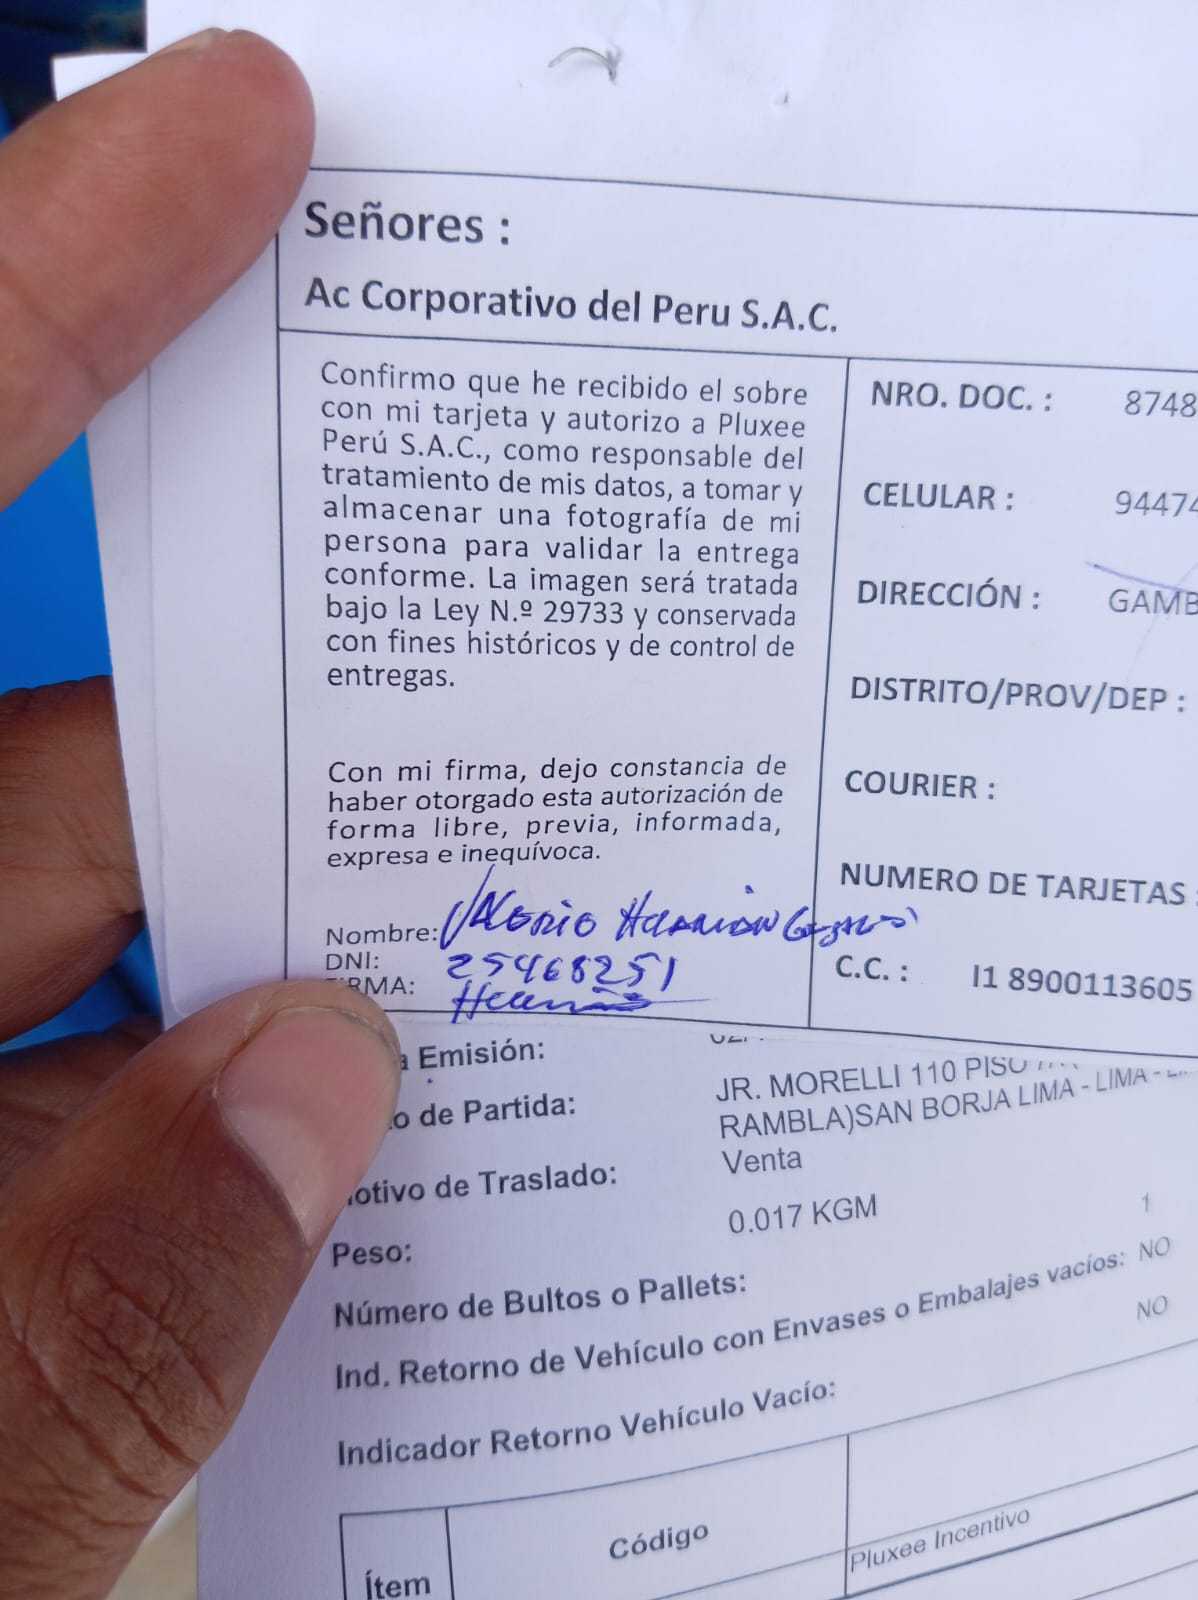 Señores :
Ac Corporativo del Peru S.A.C.
Confirmo que he recibido el sobre
con mi tarjeta y autorizo a Pluxee
Perú S.A.C., como responsable del
tratamiento de mis datos, a tomar y
almacenar una fotografía de mi
persona para validar la entrega
conforme. La imagen será tratada
bajo la Ley N.º 29733 y conservada
con fines históricos y de control de
entregas.
Con mi firma, dejo constancia de
haber otorgado esta autorización de
forma libre, previa, informada,
expresa e inequívoca.
Nombre: Valerio
DNI: 25468251
FIRMA:
NRO. DOC. : 8748
CELULAR : 94474
DIRECCIÓN : GAMB
DISTRITO/PROV/DEP :
COURIER :
NUMERO DE TARJETAS :
C.C. : I1 8900113605
Emisión:
de Partida: JR. MORELLI 110 PISO
RAMBLA)SAN BORJA LIMA - LIMA -
otivo de Traslado: Venta
Peso: 0.017 KGM
Número de Bultos o Pallets: 1
Ind. Retorno de Vehículo con Envases o Embalajes vacíos: NO
Indicador Retorno Vehículo Vacío: NO
Ítem Código Pluxee Incentivo